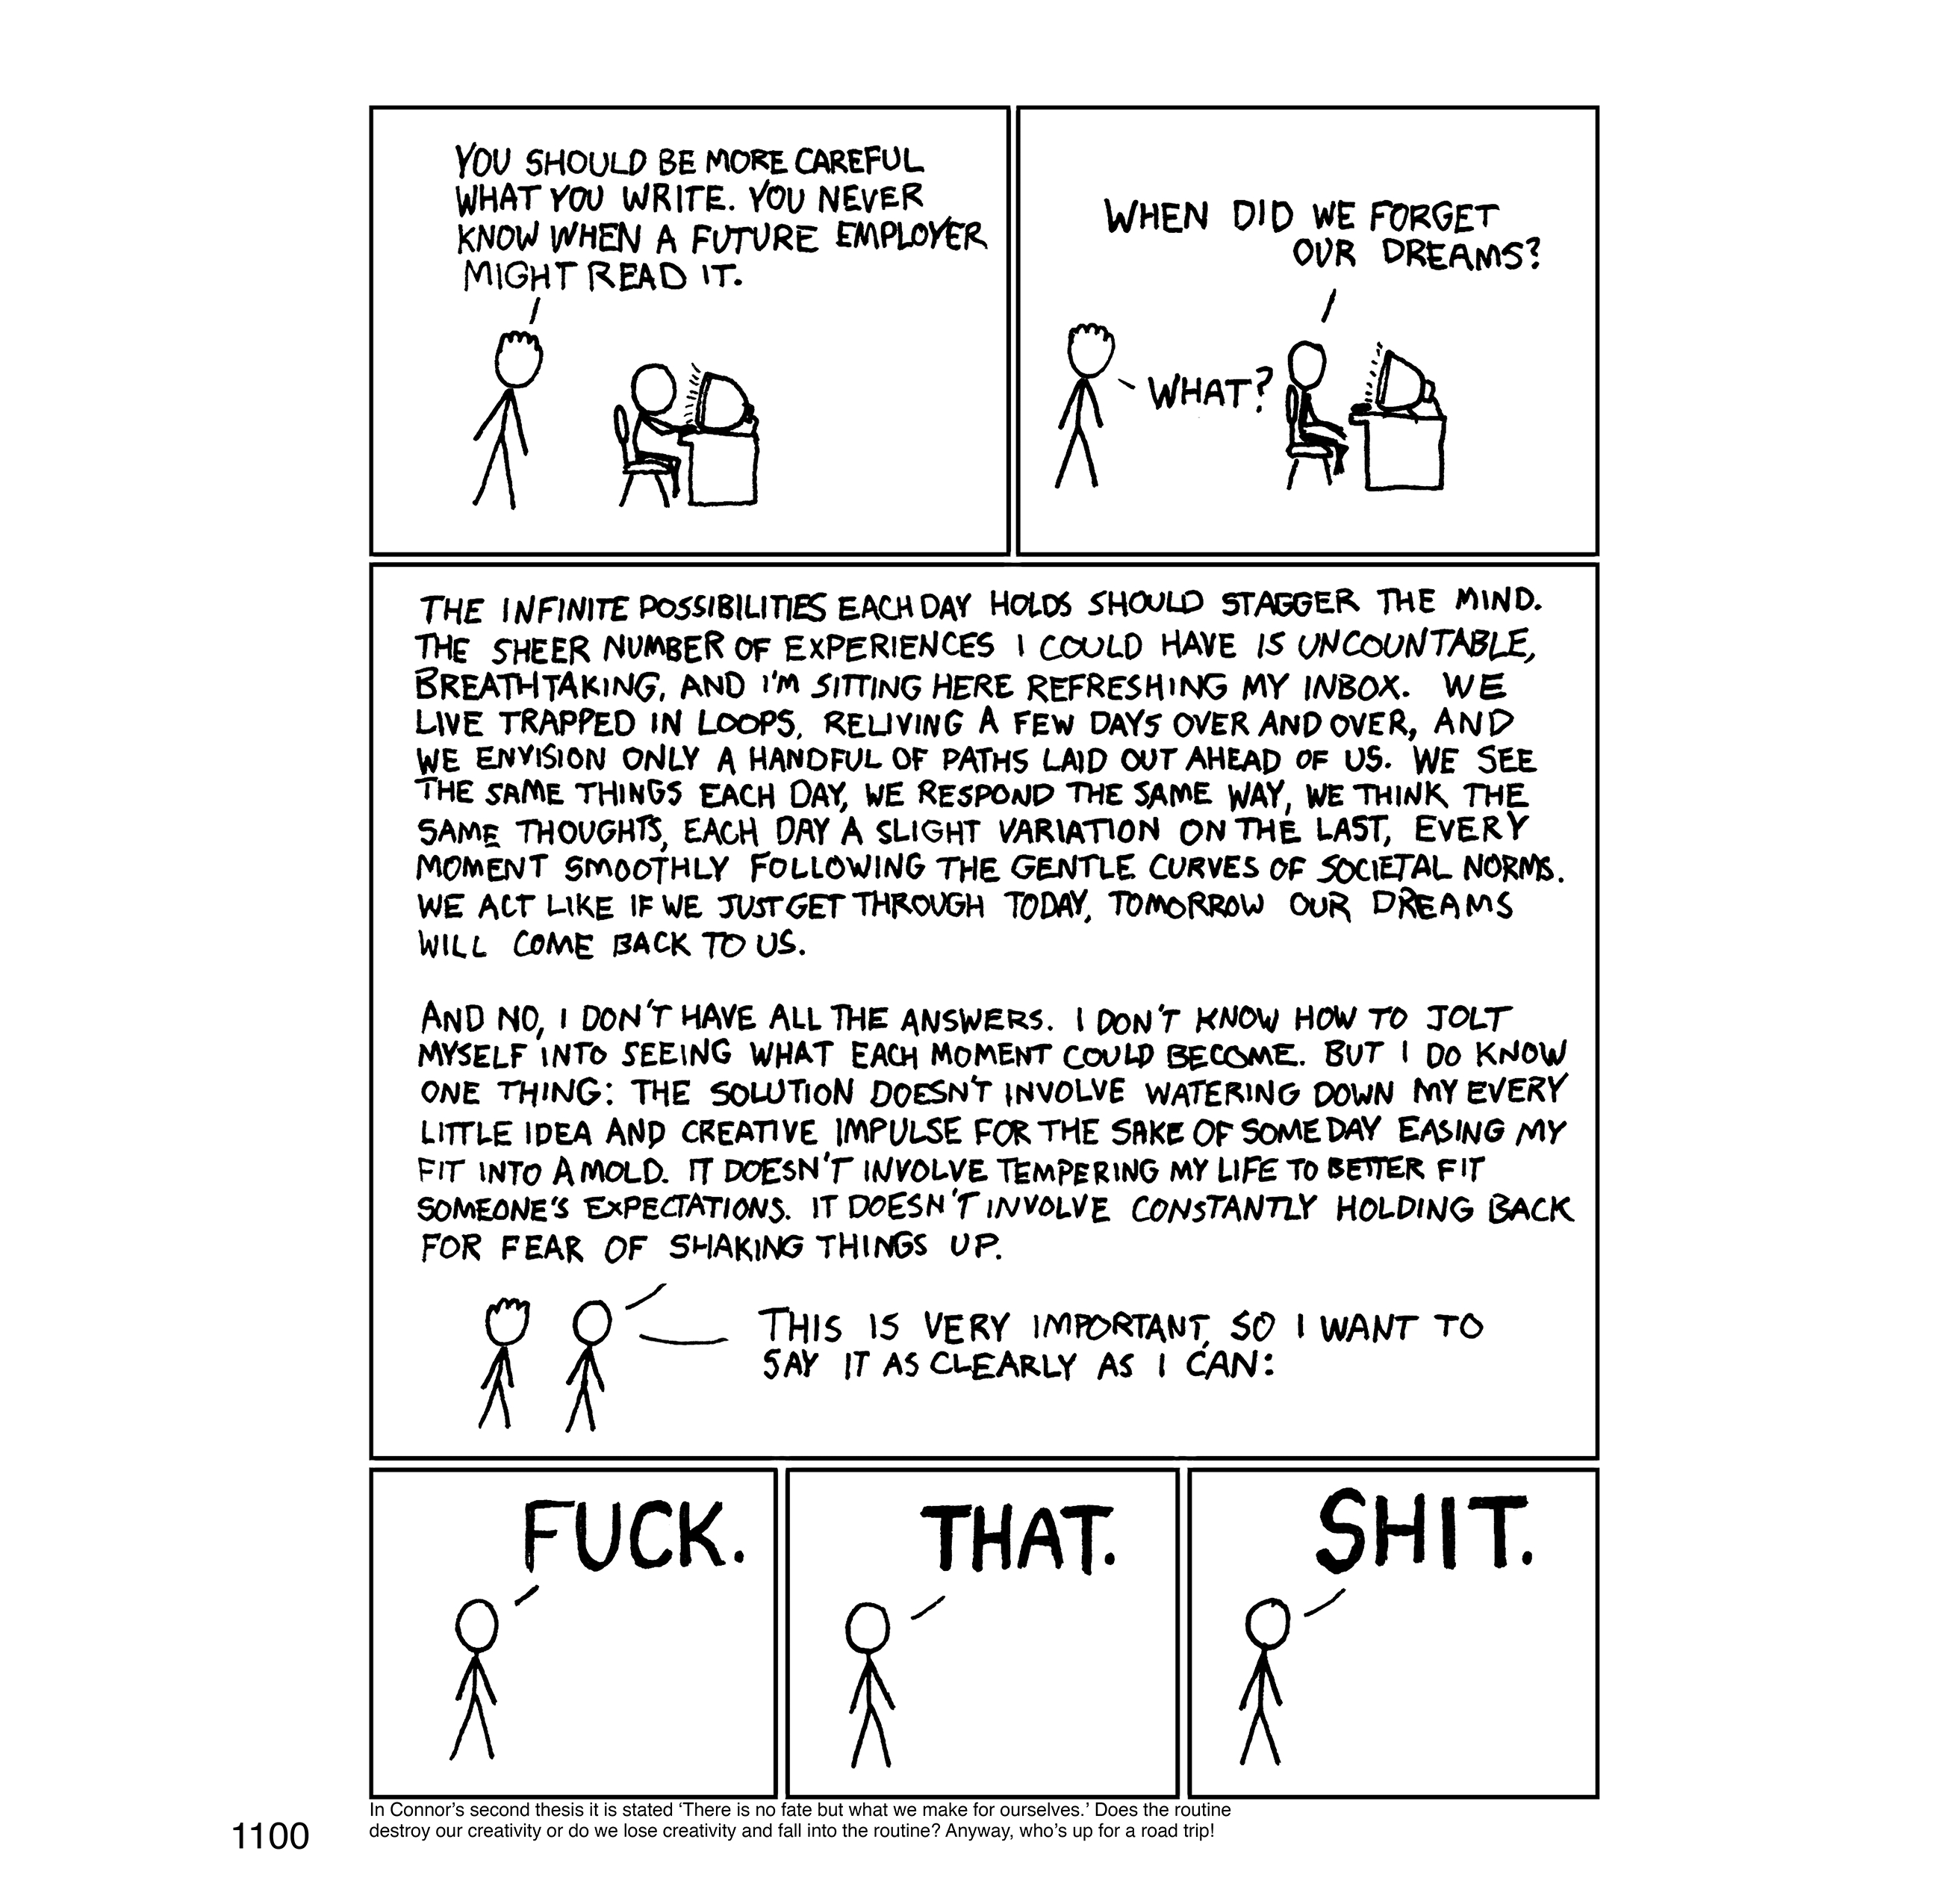 YOU SHOULD BE MORE CAREFUL
WHAT YOU WRITE. YOU NEVER
KNOW WHEN A FUTURE EMPLOYER
MIGHT READ IT.
WHEN DID WE FORGET
OUR DREAMS?
WHAT?
THE INFINITE POSSIBILITIES EACH DAY HOLDS SHOULD STAGGER THE MIND.
THE SHEER NUMBER OF EXPERIENCES I COULD HAVE IS UNCOUNTABLE,
BREATHTAKING, AND I'M SITTING HERE REFRESHING MY INBOX. WE
LIVE TRAPPED IN LOOPS, RELIVING A FEW DAYS OVER AND OVER, AND
WE ENVISION ONLY A HANDFUL OF PATHS LAID OUT AHEAD OF US. WE SEE
THE SAME THINGS EACH DAY, WE RESPOND THE SAME WAY, WE THINK THE
SAME THOUGHTS, EACH DAY A SLIGHT VARIATION ON THE LAST, EVERY
MOMENT SMOOTHLY FOLLOWING THE GENTLE CURVES OF SOCIETAL NORMS.
WE ACT LIKE IF WE JUST GET THROUGH TODAY, TOMORROW OUR DREAMS
WILL COME BACK TO US.
AND NO, I DON'T HAVE ALL THE ANSWERS. I DON'T KNOW HOW TO JOLT
MYSELF INTO SEEING WHAT EACH MOMENT COULD BECOME. BUT I DO KNOW
ONE THING: THE SOLUTION DOESN'T INVOLVE WATERING DOWN MY EVERY
LITTLE IDEA AND CREATIVE IMPULSE FOR THE SAKE OF SOMEDAY EASING MY
FIT INTO A MOLD. IT DOESN'T INVOLVE TEMPERING MY LIFE TO BETTER FIT
SOMEONE'S EXPECTATIONS. IT DOESN'T INVOLVE CONSTANTLY HOLDING BACK
FOR FEAR OF SHAKING THINGS UP.
THIS IS VERY IMPORTANT, SO I WANT TO
SAY IT AS CLEARLY AS I CAN:
FUCK.
THAT.
SHIT.
In Connor's second thesis it is stated ‘There is no fate but what we make for ourselves.’ Does the routine
destroy our creativity or do we lose creativity and fall into the routine? Anyway, who's up for a road trip!
1100